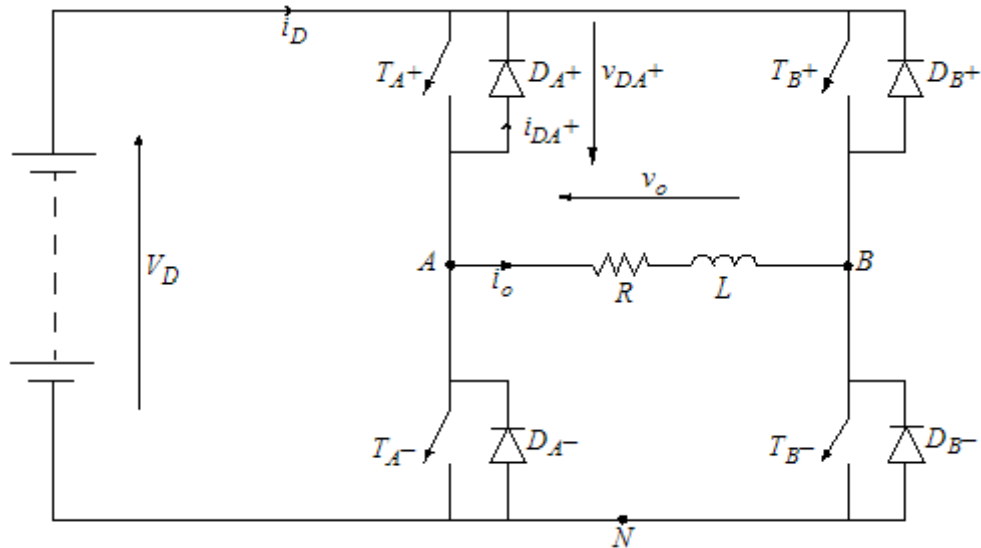 i_D
T_A+
D_A+
v_DA+
T_B+
D_B+
i_DA+
v_o
V_D
A
i_o
R
L
B
T_A−
D_A−
T_B−
D_B−
N